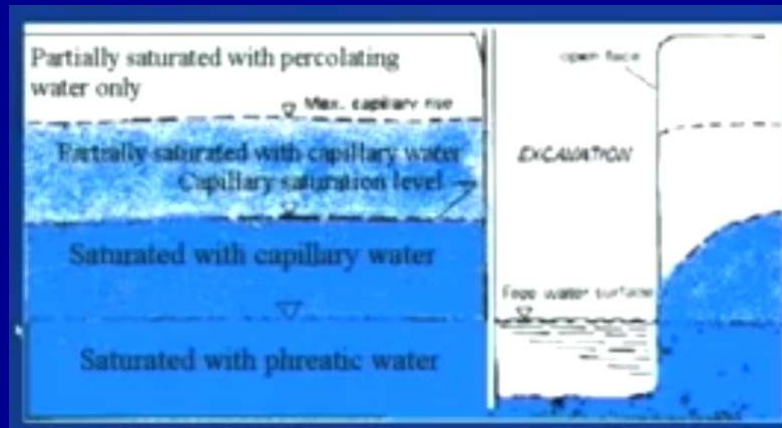 Partially saturated with percolating
water only
Max. capillary rise
Partially saturated with capillary water
Capillary saturation level
Saturated with capillary water
Saturated with phreatic water
open face
EXCAVATION
Free water surface